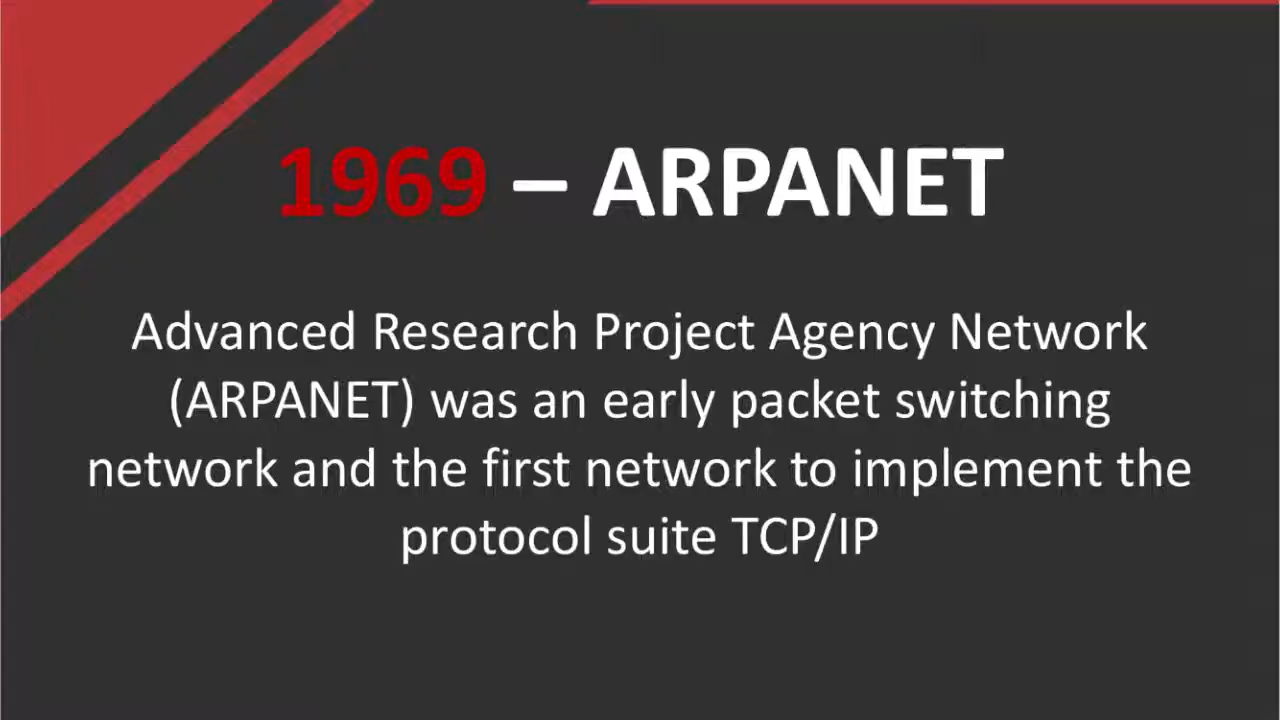 1969 – ARPANET
Advanced Research Project Agency Network
(ARPANET) was an early packet switching
network and the first network to implement the
protocol suite TCP/IP